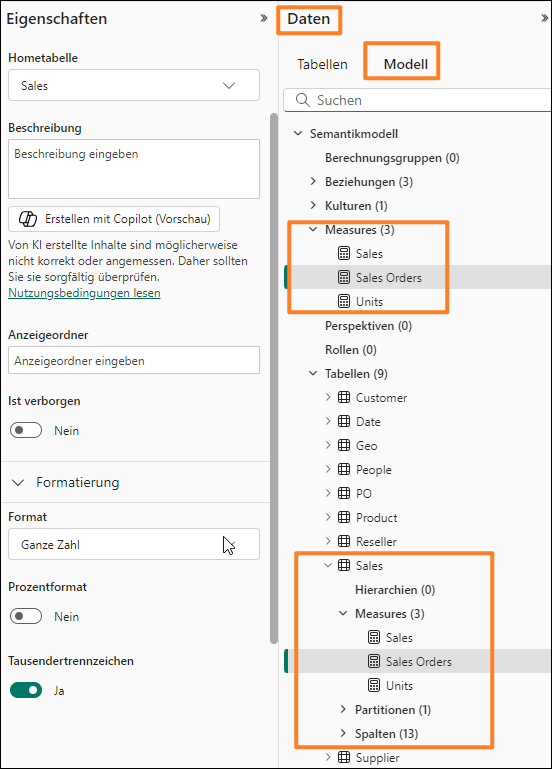 Eigenschaften
Hometabelle
Sales
Beschreibung
Beschreibung eingeben
Erstellen mit Copilot (Vorschau)
Von KI erstellte Inhalte sind möglicherweise
nicht korrekt oder angemessen. Daher sollten
Sie sie sorgfältig überprüfen.
Nutzungsbedingungen lesen
Anzeigeordner
Anzeigeordner eingeben
Ist verborgen
Nein
Formatierung
Format
Ganze Zahl
Prozentformat
Nein
Tausendertrennzeichen
Ja
Daten
Tabellen
Modell
Suchen
Semantikmodell
Berechnungsgruppen (0)
Beziehungen (3)
Kulturen (1)
Measures (3)
Sales
Sales Orders
Units
Perspektiven (0)
Rollen (0)
Tabellen (9)
Customer
Date
Geo
People
PO
Product
Reseller
Sales
Hierarchien (0)
Measures (3)
Sales
Sales Orders
Units
Partitionen (1)
Spalten (13)
Supplier